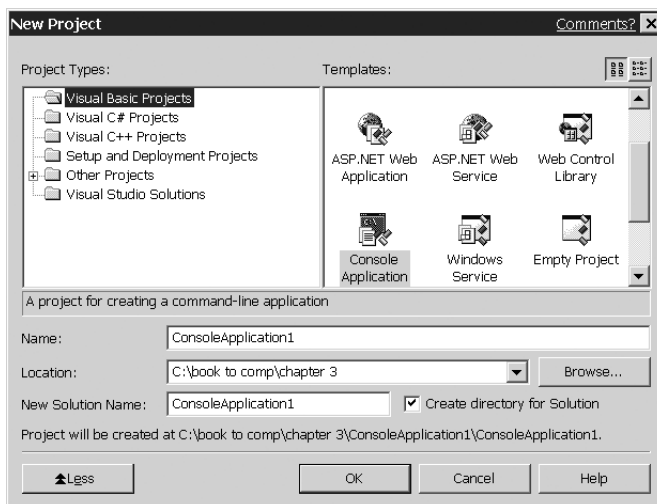 New Project
Comments?
Project Types:
Templates:
Visual Basic Projects
Visual C# Projects
Visual C++ Projects
Setup and Deployment Projects
Other Projects
Visual Studio Solutions
ASP.NET Web
Application
ASP.NET Web
Service
Web Control
Library
Console
Application
Windows
Service
Empty Project
A project for creating a command-line application
Name:
ConsoleApplication1
Location:
C:\book to comp\chapter 3
Browse...
New Solution Name:
ConsoleApplication1
Create directory for Solution
Project will be created at C:\book to comp\chapter 3\ConsoleApplication1\ConsoleApplication1.
Less
OK
Cancel
Help